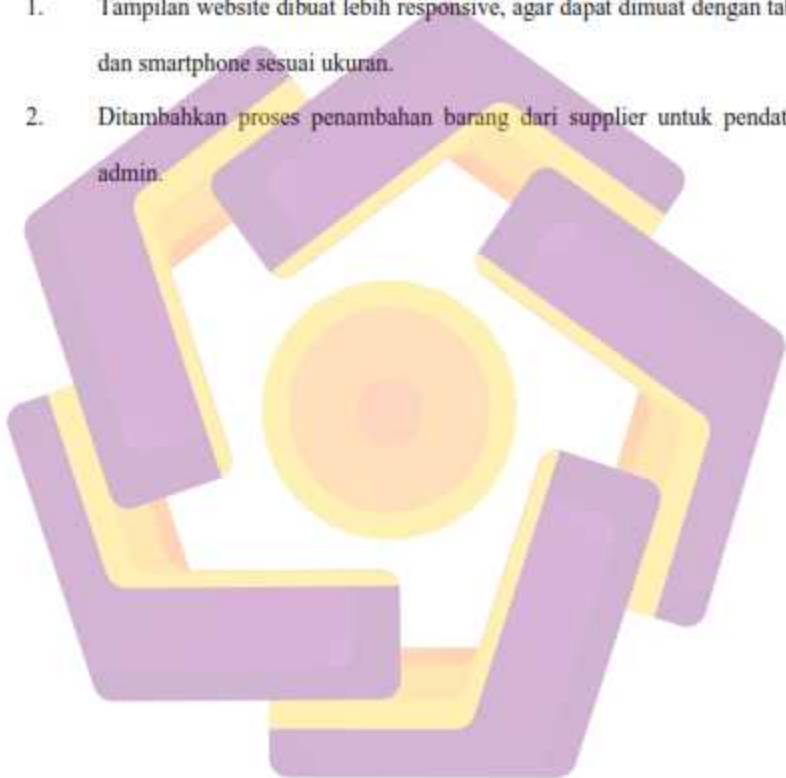 1. Tampilan website dibuat lebih responsive, agar dapat dimuat dengan
dan smartphone sesuai ukuran.
2. Ditambahkan proses penambahan barang dari supplier untuk
admin.